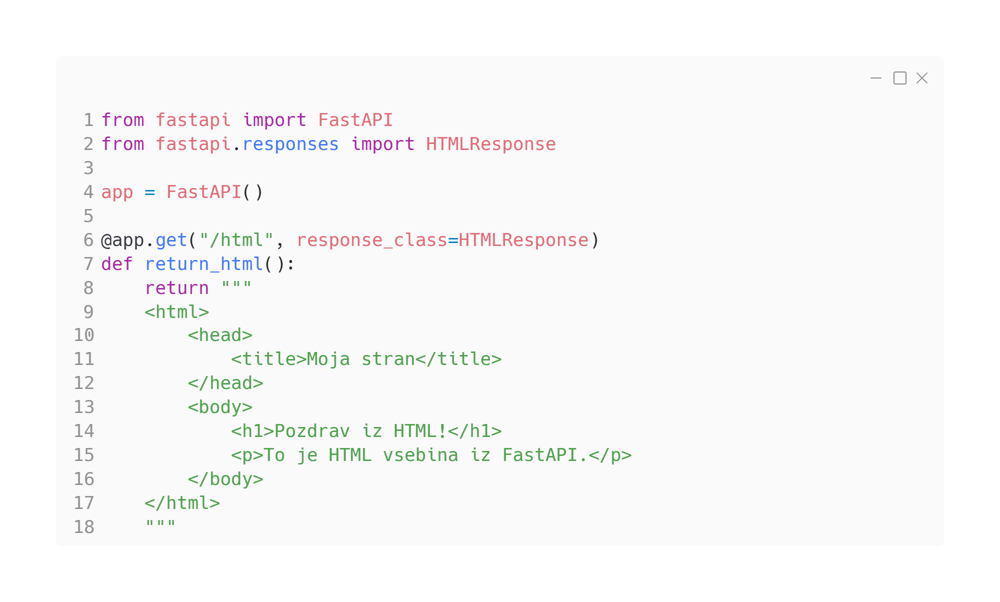 1 from fastapi import FastAPI
2 from fastapi.responses import HTMLResponse
3
4 app = FastAPI()
5
6 @app.get("/html", response_class=HTMLResponse)
7 def return_html():
8     return """
9     <html>
10         <head>
11             <title>Moja stran</title>
12         </head>
13         <body>
14             <h1>Pozdrav iz HTML!</h1>
15             <p>To je HTML vsebina iz FastAPI.</p>
16         </body>
17     </html>
18     """